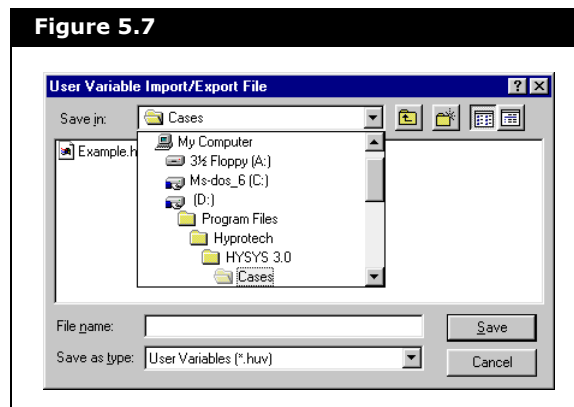 Figure 5.7
User Variable Import/Export File
Save in: Cases
My Computer
Example.h
3½ Floppy (A:)
Ms-dos_6 (C:)
(D:)
Program Files
Hyprotech
HYSYS 3.0
Cases
File name:
Save
Save as type: User Variables (*.huv)
Cancel